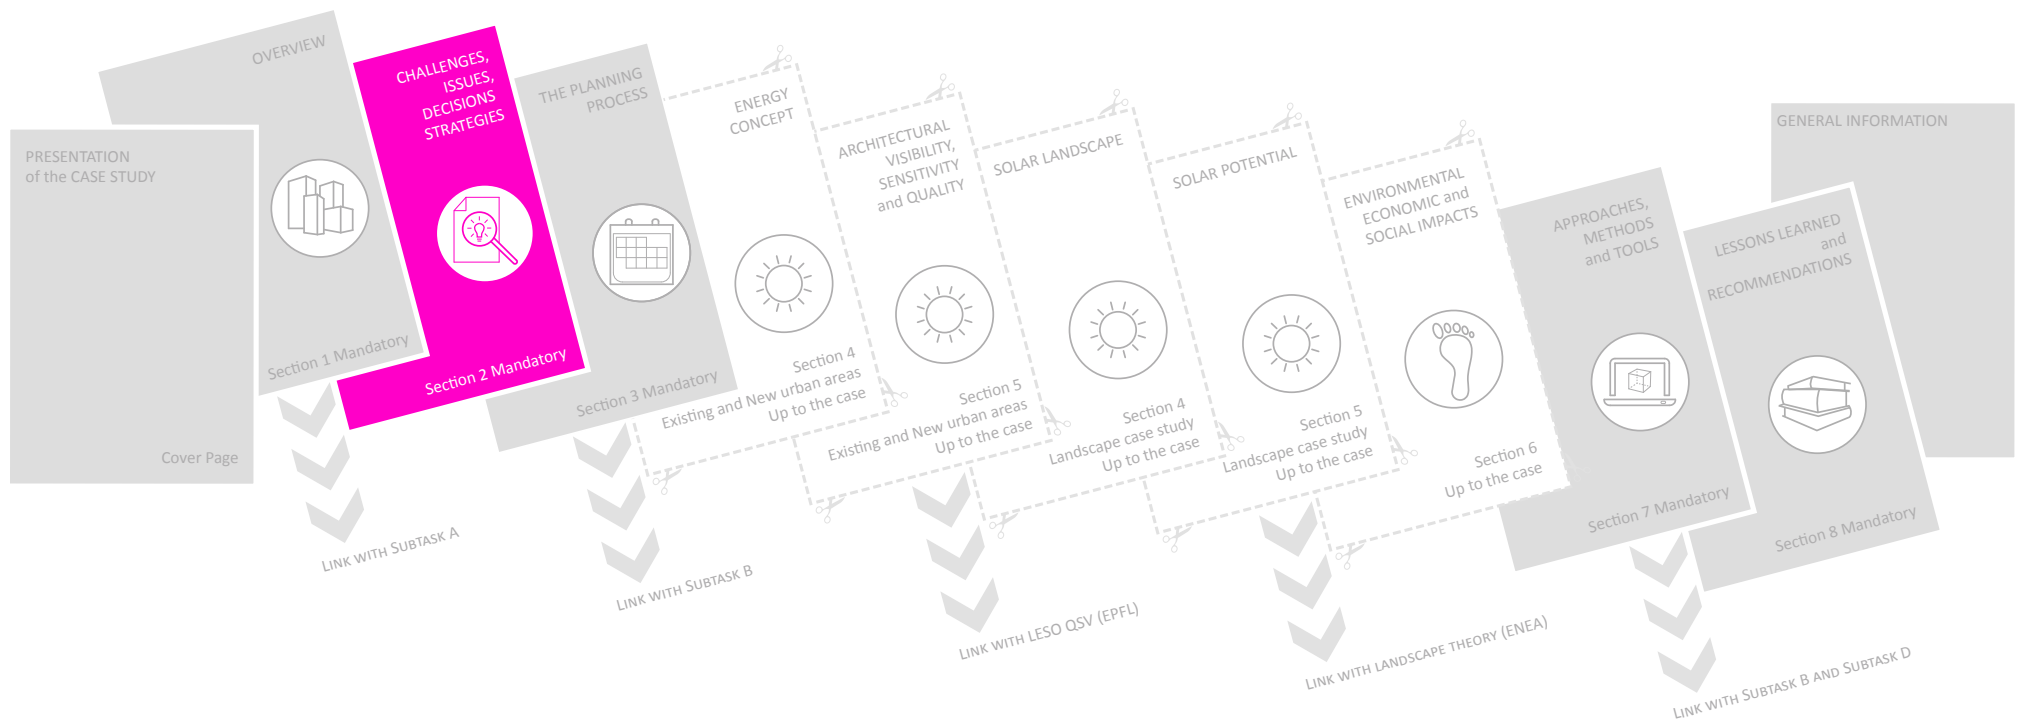 PRESENTATION
of the CASE STUDY
Cover Page
OVERVIEW
Section 1 Mandatory
CHALLENGES,
ISSUES,
DECISIONS
STRATEGIES
Section 2 Mandatory
THE PLANNING
PROCESS
Section 3 Mandatory
ENERGY
CONCEPT
Section 4
Existing and New urban areas
Up to the case
ARCHITECTURAL
VISIBILITY,
SENSITIVITY
and QUALITY
Section 5
Existing and New urban areas
Up to the case
SOLAR LANDSCAPE
Section 4
Landscape case study
Up to the case
SOLAR POTENTIAL
Section 5
Landscape case study
Up to the case
ENVIRONMENTAL
ECONOMIC and
SOCIAL IMPACTS
Section 6
Up to the case
APPROACHES,
METHODS
and TOOLS
Section 7 Mandatory
LESSONS LEARNED
and
RECOMMENDATIONS
Section 8 Mandatory
GENERAL INFORMATION
LINK WITH SUBTASK A
LINK WITH SUBTASK B
LINK WITH LESO QSV (EPFL)
LINK WITH LANDSCAPE THEORY (ENEA)
LINK WITH SUBTASK B AND SUBTASK D